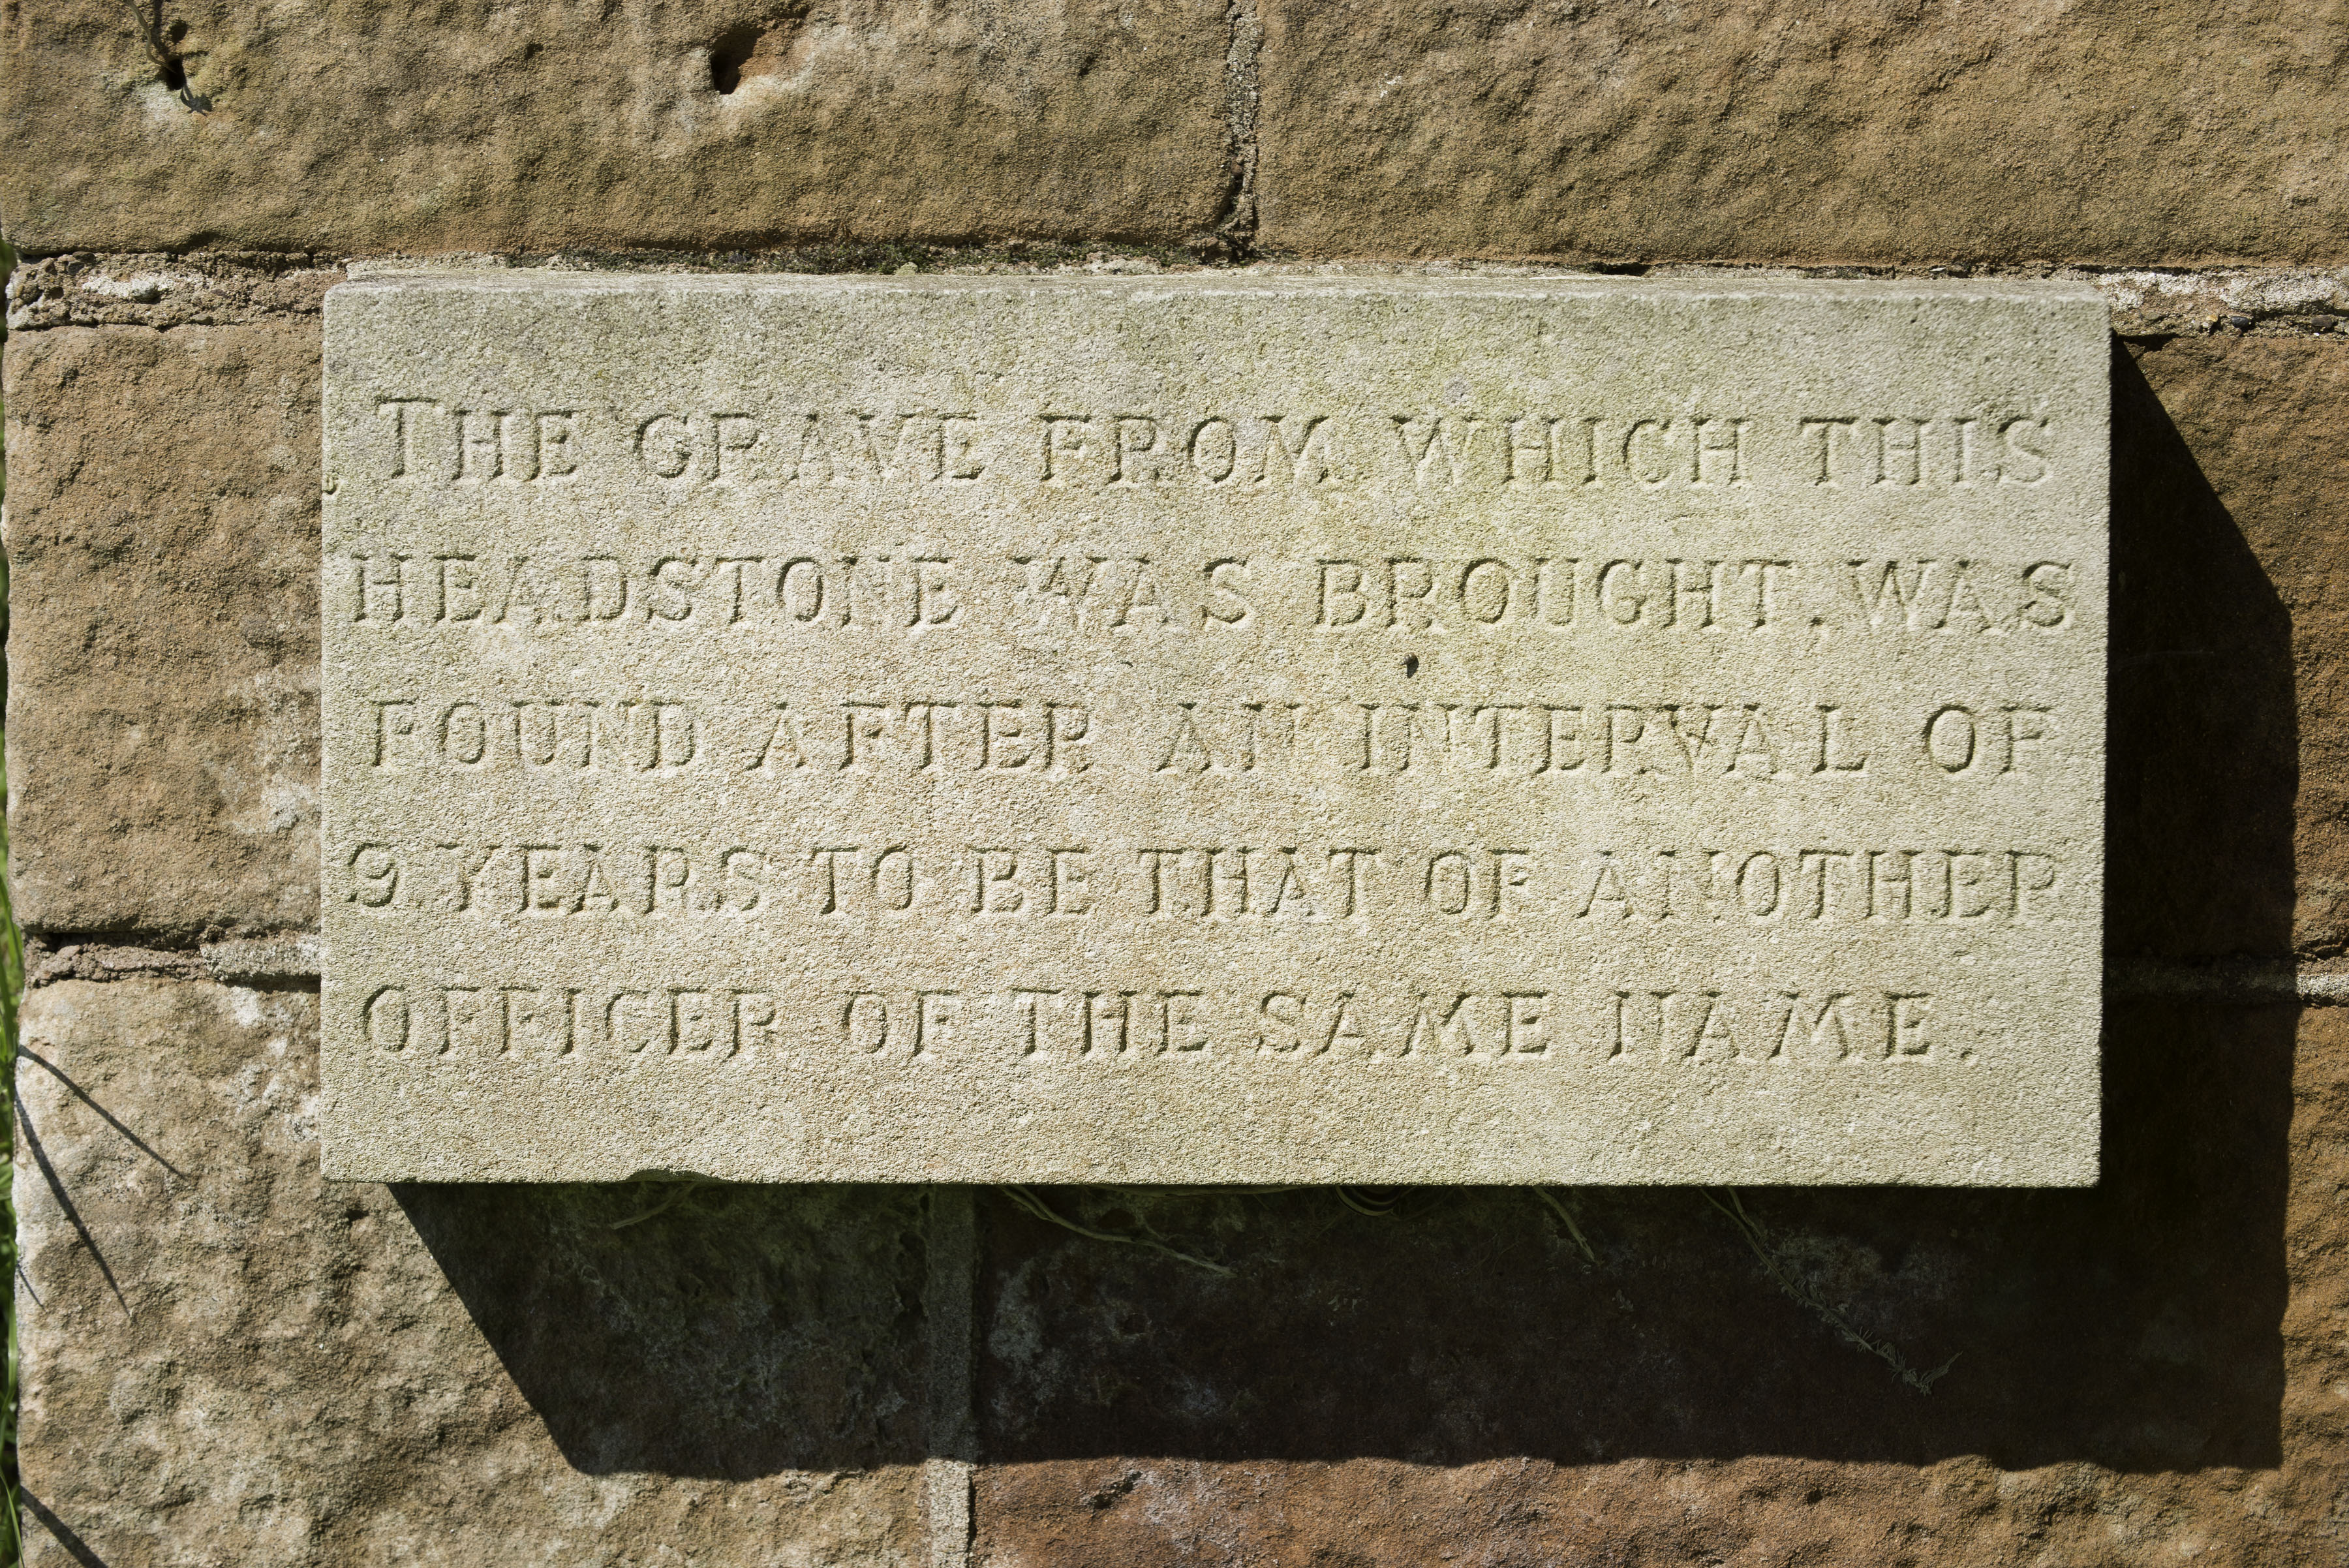 THE GRAVE FROM WHICH THIS
HEADSTONE WAS BROUGHT, WAS
FOUND AFTER AN INTERVAL OF
9 YEARS TO BE THAT OF ANOTHER
OFFICER OF THE SAME NAME.